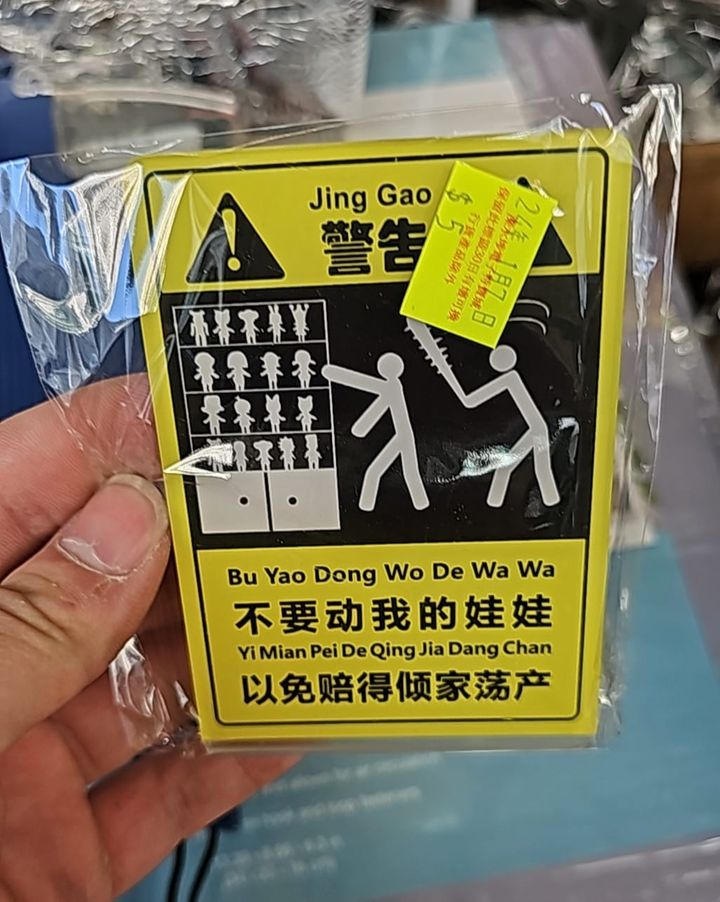 Jing Gao
警告
$5
Bu Yao Dong Wo De Wa Wa
不要动我的娃娃
Yi Mian Pei De Qing Jia Dang Chan
以免赔得倾家荡产